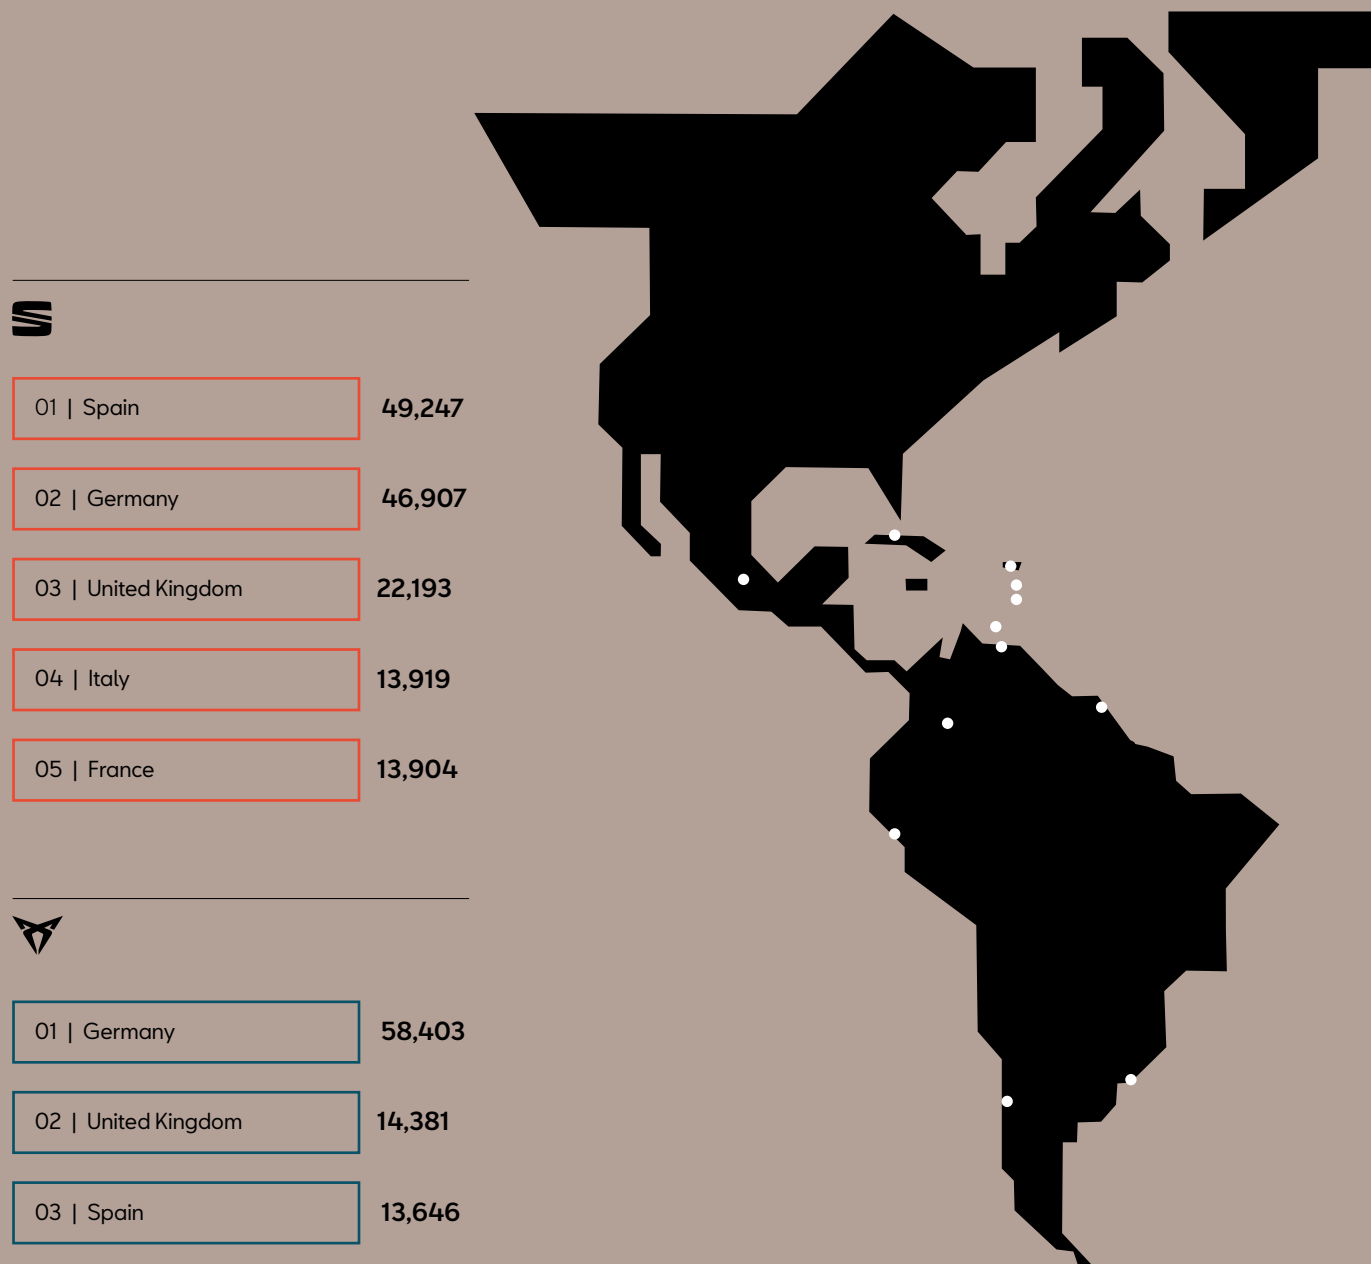 01 | Spain 49,247
02 | Germany 46,907
03 | United Kingdom 22,193
04 | Italy 13,919
05 | France 13,904
01 | Germany 58,403
02 | United Kingdom 14,381
03 | Spain 13,646